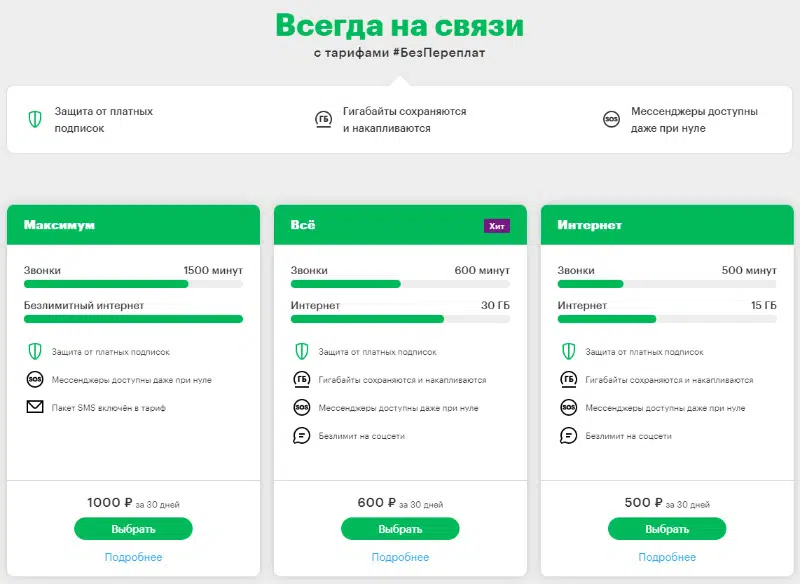 Всегда на связи
с тарифами #БезПереплат
Защита от платных
подписок
ГБ
Гигабайты сохраняются
и накапливаются
SOS
Мессенджеры доступны
даже при нуле
Максимум
Звонки 1500 минут
Безлимитный интернет
Защита от платных подписок
SOS Мессенджеры доступны даже при нуле
Пакет SMS включён в тариф
1000 ₽ за 30 дней
Выбрать
Подробнее
Всё Хит
Звонки 600 минут
Интернет 30 ГБ
Защита от платных подписок
ГБ Гигабайты сохраняются и накапливаются
SOS Мессенджеры доступны даже при нуле
Безлимит на соцсети
600 ₽ за 30 дней
Выбрать
Подробнее
Интернет
Звонки 500 минут
Интернет 15 ГБ
Защита от платных подписок
ГБ Гигабайты сохраняются и накапливаются
SOS Мессенджеры доступны даже при нуле
Безлимит на соцсети
500 ₽ за 30 дней
Выбрать
Подробнее